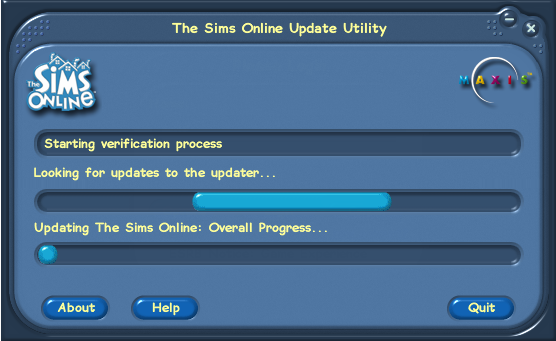 The Sims Online Update Utility
The SiMS ONLiNE
MAXIS™
Starting verification process
Looking for updates to the updater...
Updating The Sims Online: Overall Progress...
About Help Quit